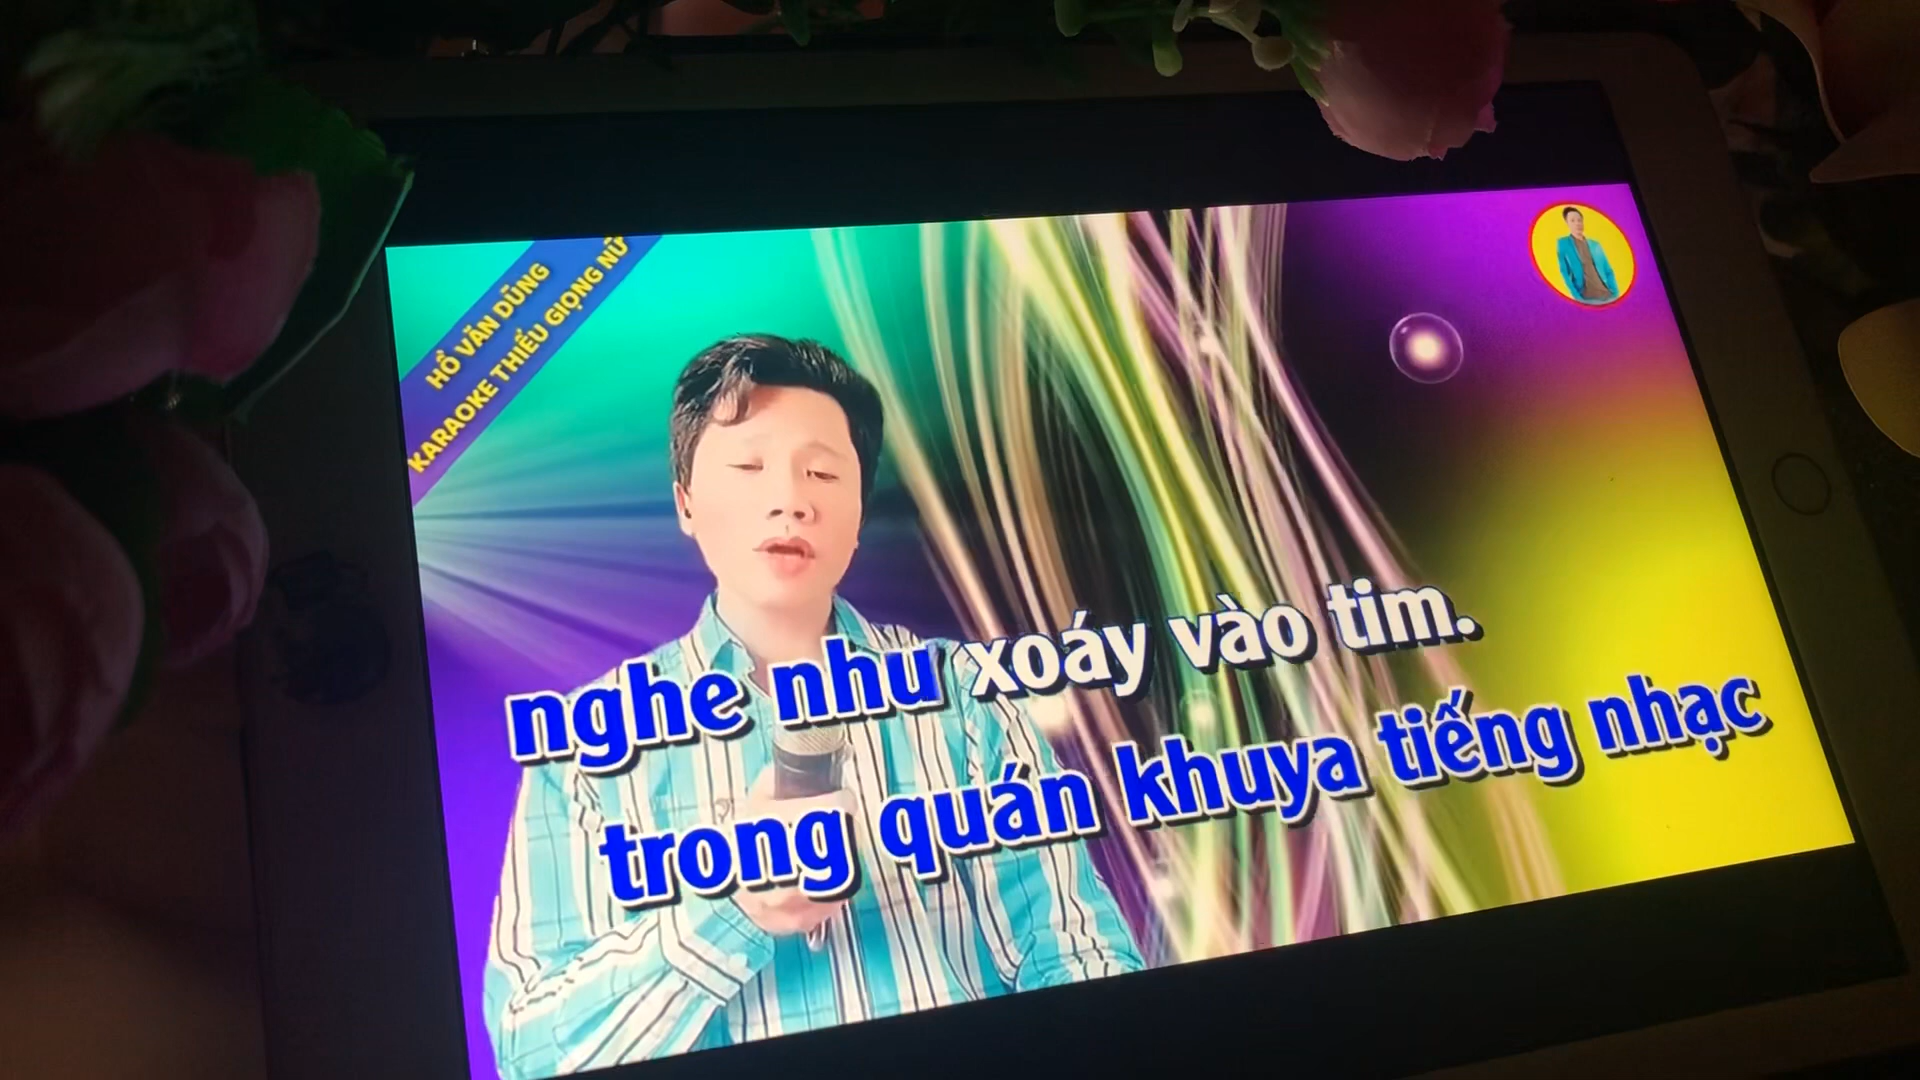 HỒ VĂN DŨNG
KARAOKE THIẾU GIỌNG NỮ
nghe như xoáy vào tim.
trong quán khuya tiếng nhạc